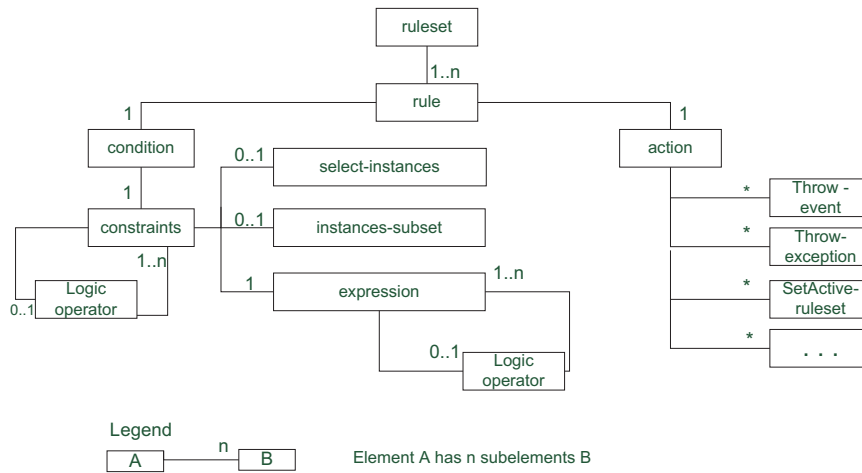 ruleset
1..n
rule
1
1
condition
action
0..1
select-instances
1
Throw -
event
*
constraints
0..1
instances-subset
Throw-
exception
*
1..n
Logic
operator
0..1
1
expression
1..n
SetActive-
ruleset
*
0..1
Logic
operator
*
. . .
Legend
A
n
B
Element A has n subelements B